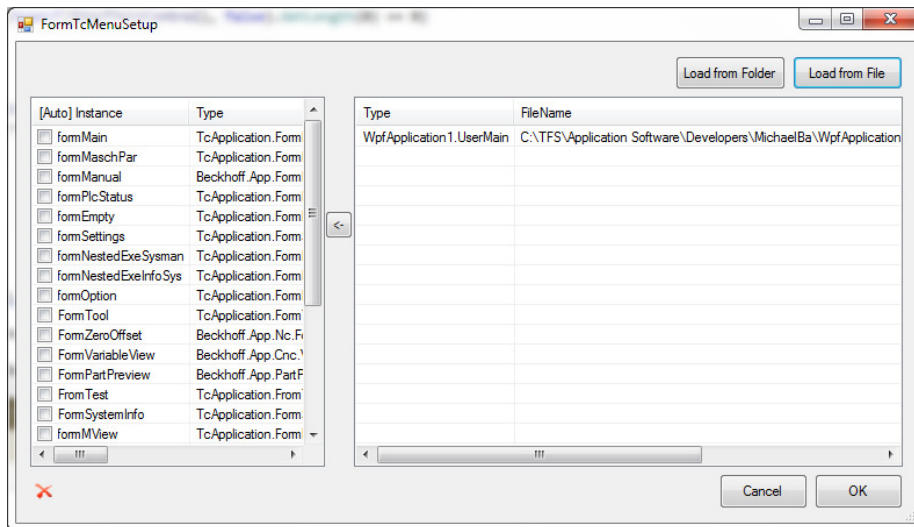 FormTcMenuSetup
Load from Folder Load from File
[Auto] Instance Type
formMain TcApplication.Form
formMaschPar TcApplication.Form
formManual Beckhoff.App.Form
formPlcStatus TcApplication.Form
formEmpty TcApplication.Form
formSettings TcApplication.Form
formNestedExeSysman TcApplication.Form
formNestedExeInfoSys TcApplication.Form
formOption TcApplication.Form
FormTool TcApplication.Form
FormZeroOffset Beckhoff.App.Nc.F
FormVariableView Beckhoff.App.Cnc.
FormPartPreview Beckhoff.App.PartF
FromTest TcApplication.From
FormSystemInfo TcApplication.Form
formMView TcApplication.Form
<-
Type FileName
WpfApplication1.UserMain C:\TFS\Application Software\Developers\MichaelBa\WpfApplication
Cancel OK